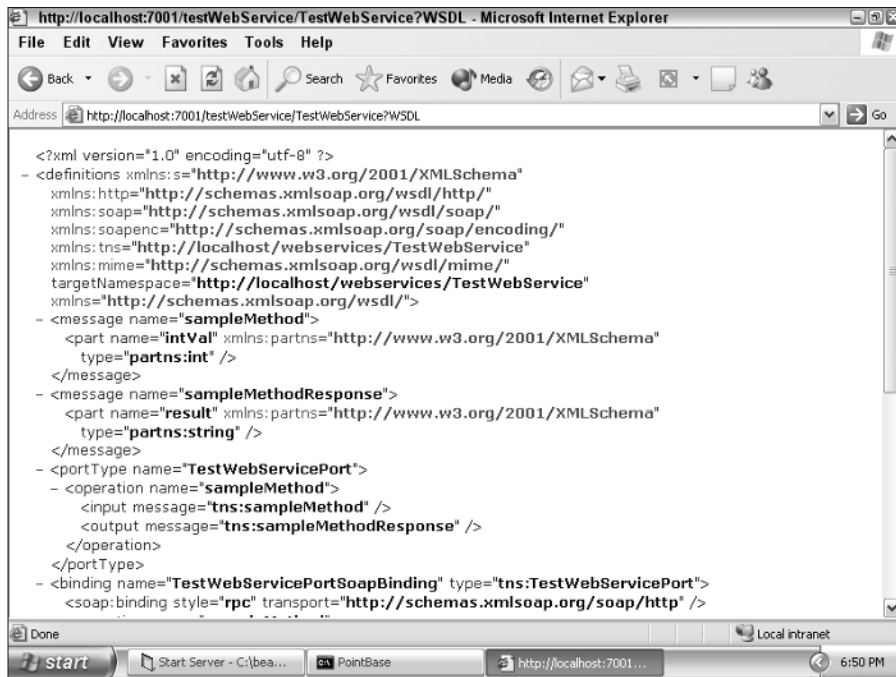 http://localhost:7001/testWebService/TestWebService?WSDL - Microsoft Internet Explorer
File Edit View Favorites Tools Help
Back Search Favorites Media
Address http://localhost:7001/testWebService/TestWebService?WSDL Go
<?xml version="1.0" encoding="utf-8" ?>
- <definitions xmlns:s="http://www.w3.org/2001/XMLSchema"
xmlns:http="http://schemas.xmlsoap.org/wsdl/http/"
xmlns:soap="http://schemas.xmlsoap.org/wsdl/soap/"
xmlns:soapenc="http://schemas.xmlsoap.org/soap/encoding/"
xmlns:tns="http://localhost/webservices/TestWebService"
xmlns:mime="http://schemas.xmlsoap.org/wsdl/mime/"
targetNamespace="http://localhost/webservices/TestWebService"
xmlns="http://schemas.xmlsoap.org/wsdl/">
- <message name="sampleMethod">
<part name="intVal" xmlns:partns="http://www.w3.org/2001/XMLSchema"
type="partns:int" />
</message>
- <message name="sampleMethodResponse">
<part name="result" xmlns:partns="http://www.w3.org/2001/XMLSchema"
type="partns:string" />
</message>
- <portType name="TestWebServicePort">
- <operation name="sampleMethod">
<input message="tns:sampleMethod" />
<output message="tns:sampleMethodResponse" />
</operation>
</portType>
- <binding name="TestWebServicePortSoapBinding" type="tns:TestWebServicePort">
<soap:binding style="rpc" transport="http://schemas.xmlsoap.org/soap/http" />
Done Local intranet
start Start Server - C:\bea... PointBase http://localhost:7001... 6:50 PM